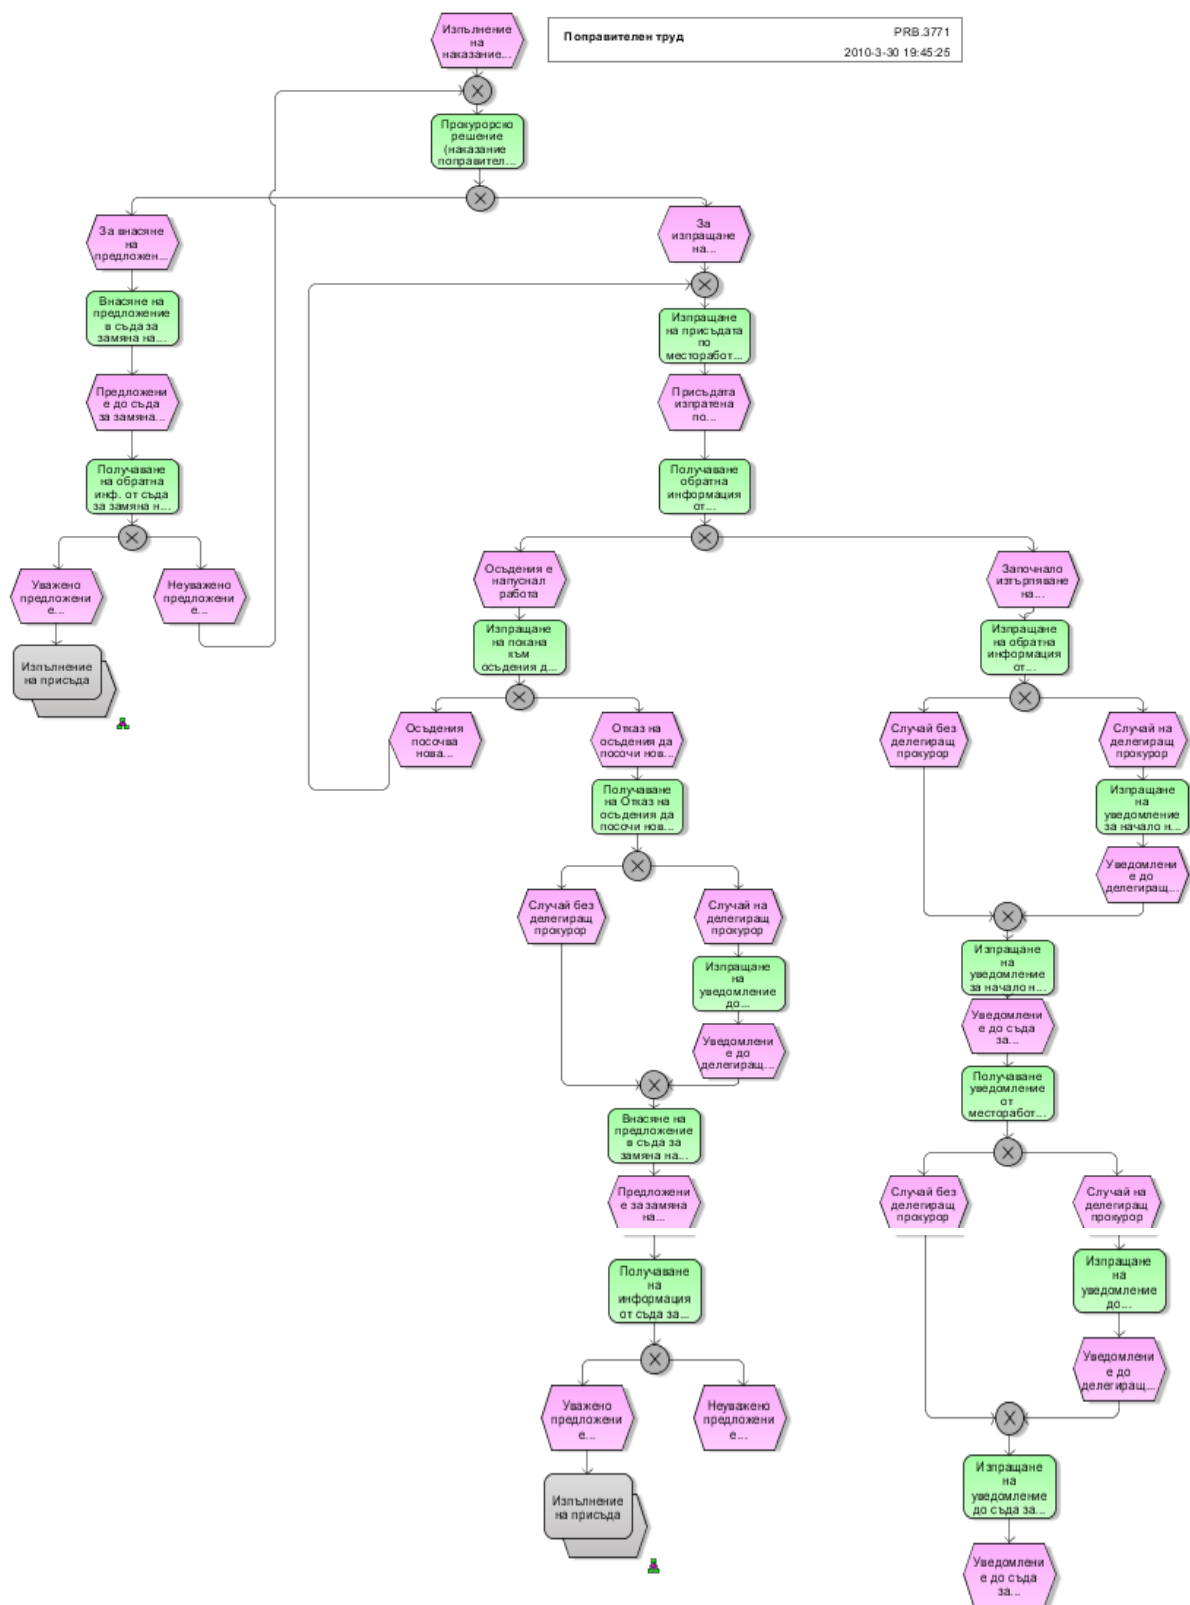 Изпълнение
на
наказание...
Поправителен труд
PRB.3771
2010-3-30 19:45:25
Прокурорско
решение
(наказание
поправител...
За внасяне
на
предложен...
За
изпращане
на...
Внасяне на
предложение
в съда за
замяна на...
Изпращане
на присъдата
по
месторабот...
Предложени
е до съда
за замяна...
Присъдата
изпратена
по...
Получаване
на обратна
инф. от съда
за замяна н...
Получаване
обратна
информация
от...
Уважено
предложени
е...
Неуважено
предложени
е...
Осъдения е
напуснал
работа
Започнало
изтърпяване
на...
Изпълнение
на присъда
Изпращане
на покана
към
осъдения д...
Изпращане
на обратна
информация
от...
Осъдения
посочва
нова...
Отказ на
осъдения да
посочи нов...
Случай без
делегиращ
прокурор
Случай на
делегиращ
прокурор
Получаване
на Отказ на
осъдения да
посочи нов...
Изпращане
на
уведомление
за начало н...
Уведомлени
е до
делегиращ...
Случай без
делегиращ
прокурор
Случай на
делегиращ
прокурор
Изпращане
на
уведомление
за начало н...
Изпращане
на
уведомление
до...
Уведомлени
е до съда
за...
Уведомлени
е до
делегиращ...
Получаване
уведомление
от
месторабот...
Внасяне на
предложение
в съда за
замяна на...
Предложени
е за замяна
на...
Случай без
делегиращ
прокурор
Случай на
делегиращ
прокурор
Получаване
на
информация
от съда за...
Изпращане
на
уведомление
до...
Уведомлени
е до
делегиращ...
Уважено
предложени
е...
Неуважено
предложени
е...
Изпълнение
на присъда
Изпращане
на
уведомление
до съда за...
Уведомлени
е до съда
за...